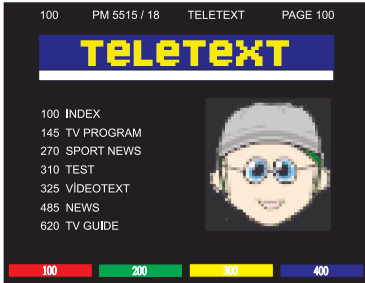 100 PM 5515 / 18 TELETEXT PAGE 100
TeLeTeXT
100 INDEX
145 TV PROGRAM
270 SPORT NEWS
310 TEST
325 VİDEOTEXT
485 NEWS
620 TV GUIDE
100 200 300 400